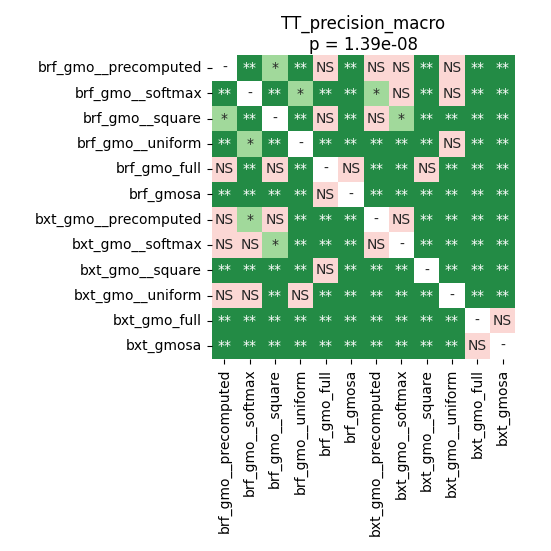 TT_precision_macro
p = 1.39e-08
brf_gmo__precomputed - ** * ** NS ** NS NS ** NS ** **
brf_gmo__softmax ** - ** * ** ** * NS ** NS ** **
brf_gmo__square * ** - ** NS ** NS * ** ** ** **
brf_gmo__uniform ** * ** - ** ** ** ** ** NS ** **
brf_gmo_full NS ** NS ** - NS ** ** NS ** ** **
brf_gmosa ** ** ** ** NS - ** ** ** ** ** **
bxt_gmo__precomputed NS * NS ** ** ** - NS ** ** ** **
bxt_gmo__softmax NS NS * ** ** ** NS - ** ** ** **
bxt_gmo__square ** ** ** ** NS ** ** ** - ** ** **
bxt_gmo__uniform NS NS ** NS ** ** ** ** ** - ** **
bxt_gmo_full ** ** ** ** ** ** ** ** ** ** - NS
bxt_gmosa ** ** ** ** ** ** ** ** ** ** NS -
brf_gmo__precomputed
brf_gmo__softmax
brf_gmo__square
brf_gmo__uniform
brf_gmo_full
brf_gmosa
bxt_gmo__precomputed
bxt_gmo__softmax
bxt_gmo__square
bxt_gmo__uniform
bxt_gmo_full
bxt_gmosa